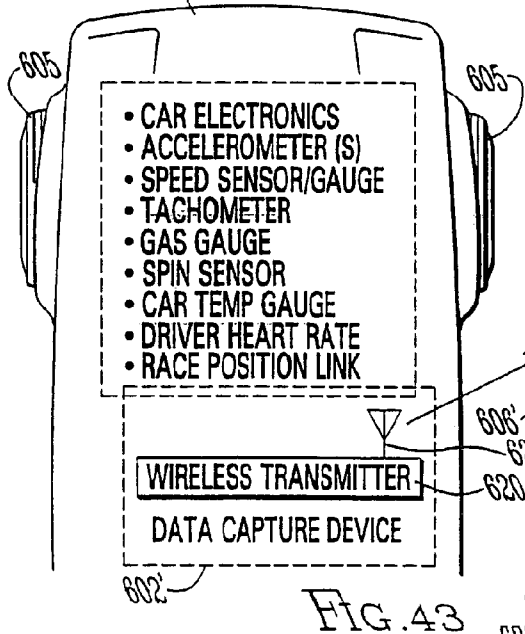 605
605
• CAR ELECTRONICS
• ACCELEROMETER (S)
• SPEED SENSOR/GAUGE
• TACHOMETER
• GAS GAUGE
• SPIN SENSOR
• CAR TEMP GAUGE
• DRIVER HEART RATE
• RACE POSITION LINK
606'
WIRELESS TRANSMITTER
620
DATA CAPTURE DEVICE
602'
FIG.43